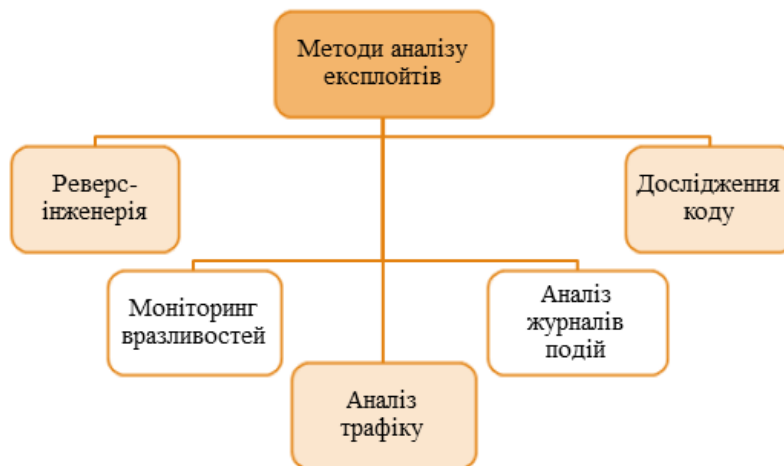 Методи аналізу
експлойтів
Реверс-
інженерія
Дослідження
коду
Моніторинг
вразливостей
Аналіз
журналів
подій
Аналіз
трафіку